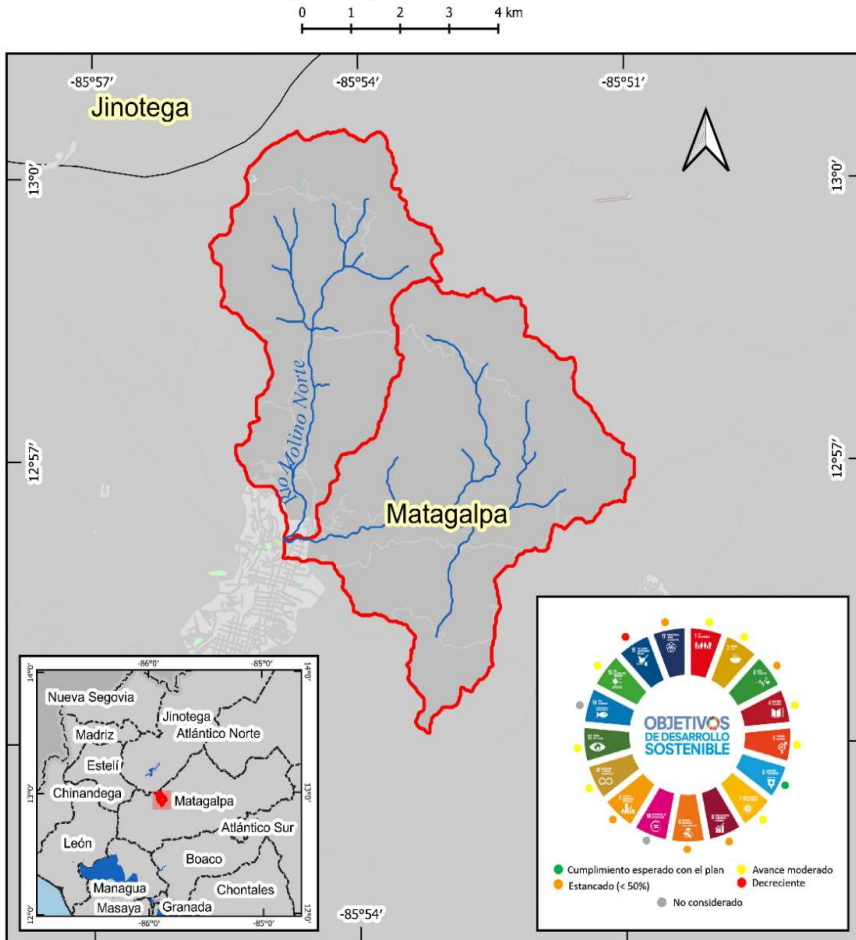 0 1 2 3 4 km
-85°57′ -85°54′ -85°51′
Jinotega
13°0′ 13°0′
Río Molino Norte
12°57′ 12°57′
Matagalpa
-85°54′
-86°0′ -85°0′
14°0′ 14°0′
Nueva Segovia
Jinotega
Madriz
Atlántico Norte
Estelí
13°0′ 13°0′
Chinandega
Matagalpa
Atlántico Sur
León
Boaco
Managua
Chontales
Masaya
Granada
12°0′ 12°0′
-86°0′ -85°0′
OBJETIVOS
DE DESARROLLO
SOSTENIBLE
Cumplimiento esperado con el plan
Avance moderado
Estancado (< 50%)
Decreciente
No considerado